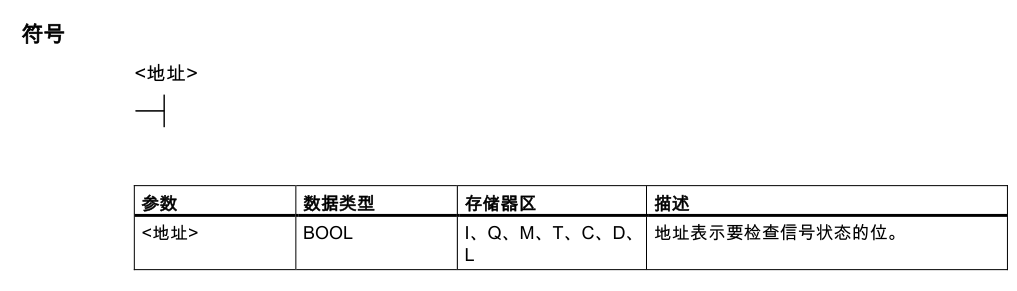 符号
<地址>
参数 数据类型 存储器区 描述
<地址> BOOL I、Q、M、T、C、D、 地址表示要检查信号状态的位。
L